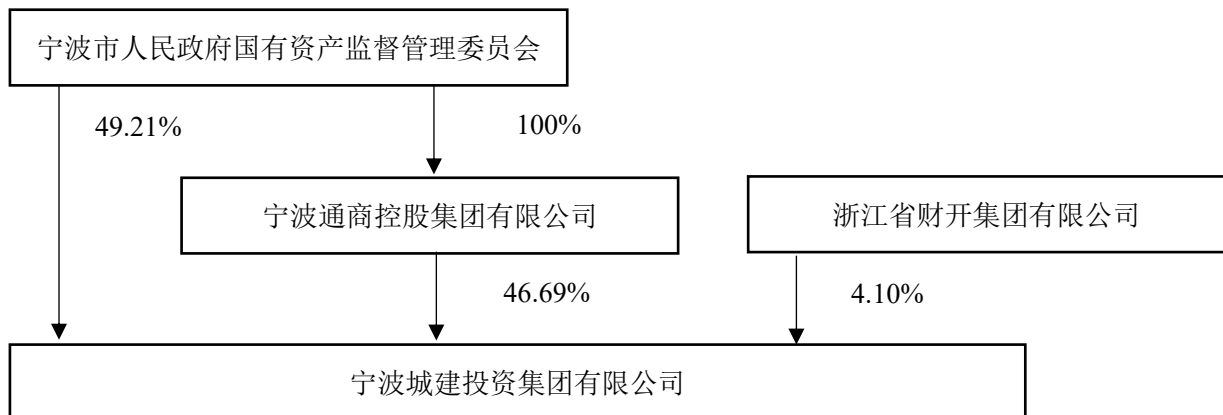 宁波市人民政府国有资产监督管理委员会
49.21%
100%
宁波通商控股集团有限公司
浙江省财开集团有限公司
46.69%
4.10%
宁波城建投资集团有限公司